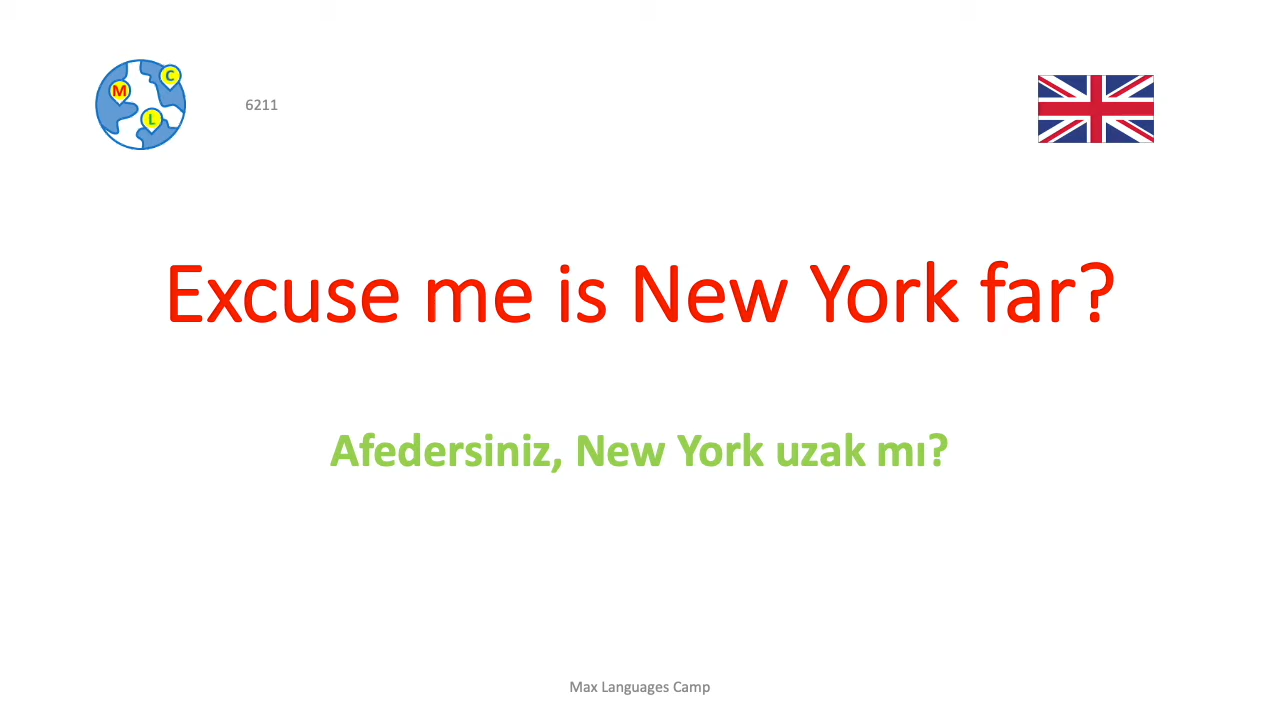 M
C
L
6211
Excuse me is New York far?
Afedersiniz, New York uzak mı?
Max Languages Camp